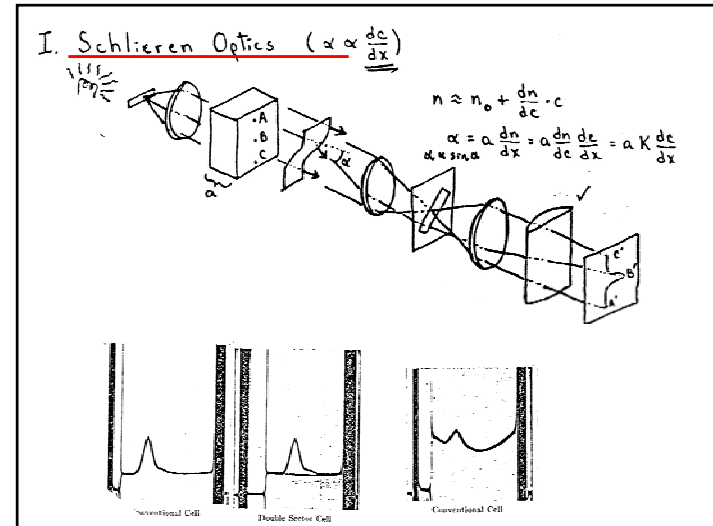 I. Schlieren Optics (α ∝ dc/dx)
n ≈ n₀ + dn/dc · c
α = a dn/dx = a dn/dc dc/dx = a K dc/dx
α ≈ sin α
A
B
C
a
α
C'
B'
A'
Conventional Cell
Double Sector Cell
Conventional Cell